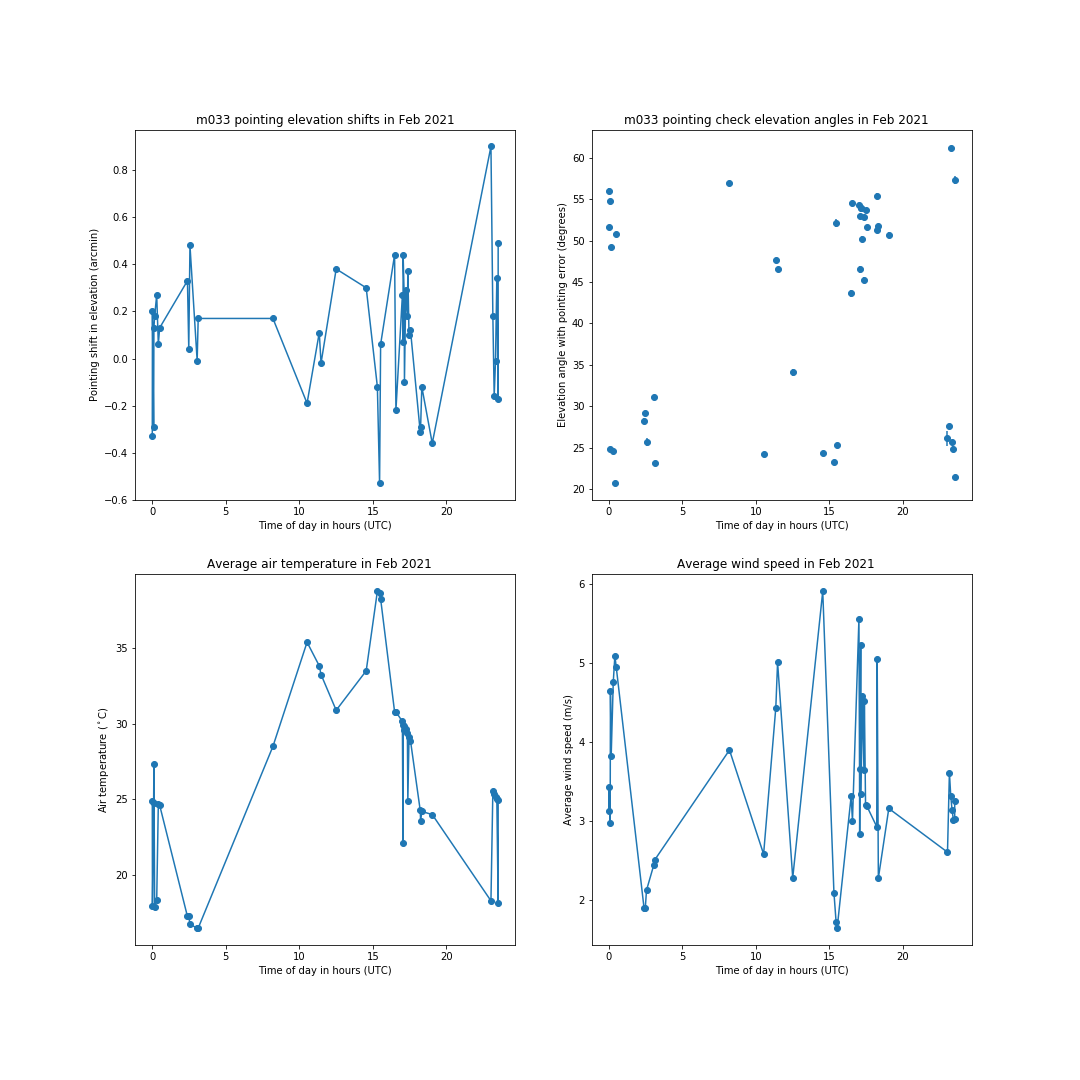 m033 pointing elevation shifts in Feb 2021
Pointing shift in elevation (arcmin)
0.8
0.6
0.4
0.2
0.0
−0.2
−0.4
−0.6
0 5 10 15 20
Time of day in hours (UTC)
m033 pointing check elevation angles in Feb 2021
Elevation angle with pointing error (degrees)
60
55
50
45
40
35
30
25
20
0 5 10 15 20
Time of day in hours (UTC)
Average air temperature in Feb 2021
Air temperature (°C)
35
30
25
20
0 5 10 15 20
Time of day in hours (UTC)
Average wind speed in Feb 2021
Average wind speed (m/s)
6
5
4
3
2
0 5 10 15 20
Time of day in hours (UTC)